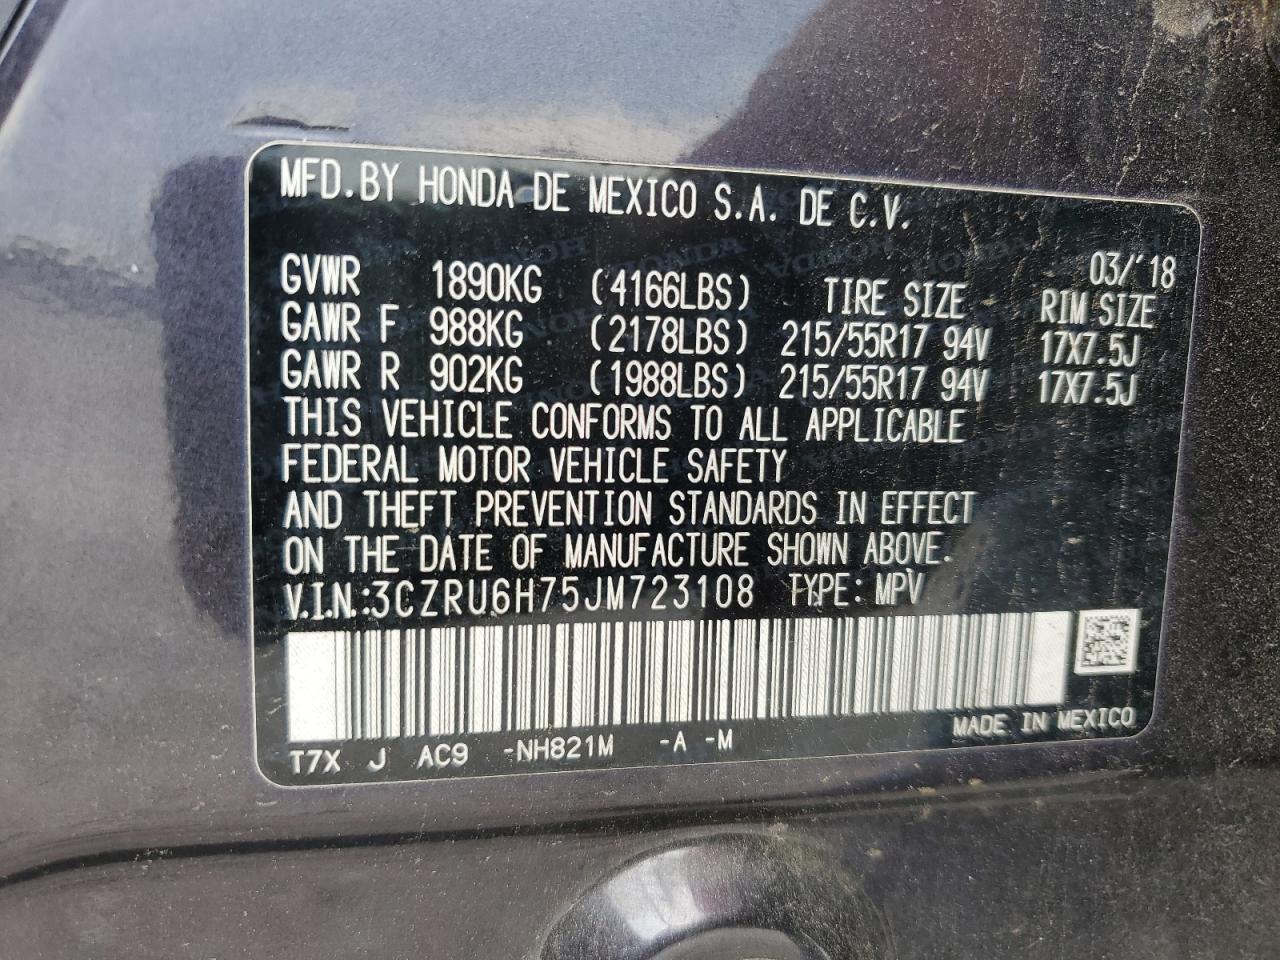 MFD.BY HONDA DE MEXICO S.A. DE C.V.
03/'18
GVWR 1890KG (4166LBS) TIRE SIZE RIM SIZE
GAWR F 988KG (2178LBS) 215/55R17 94V 17X7.5J
GAWR R 902KG (1988LBS) 215/55R17 94V 17X7.5J
THIS VEHICLE CONFORMS TO ALL APPLICABLE
FEDERAL MOTOR VEHICLE SAFETY
AND THEFT PREVENTION STANDARDS IN EFFECT
ON THE DATE OF MANUFACTURE SHOWN ABOVE.
V.I.N.:3CZRU6H75JM723108 TYPE: MPV
T7X J AC9 -NH821M -A -M MADE IN MEXICO